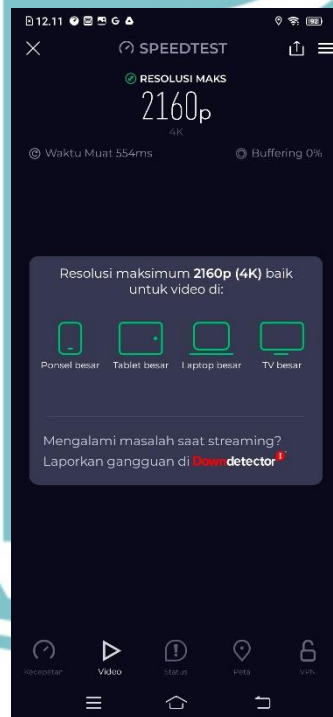 12.11
92
SPEEDTEST
RESOLUSI MAKS
2160p
4K
Waktu Muat 554ms
Buffering 0%
Resolusi maksimum 2160p (4K) baik
untuk video di:
Ponsel besar
Tablet besar
Laptop besar
TV besar
Mengalami masalah saat streaming?
Laporkan gangguan di Downdetector
Kecepatan
Video
Status
Peta
VPN